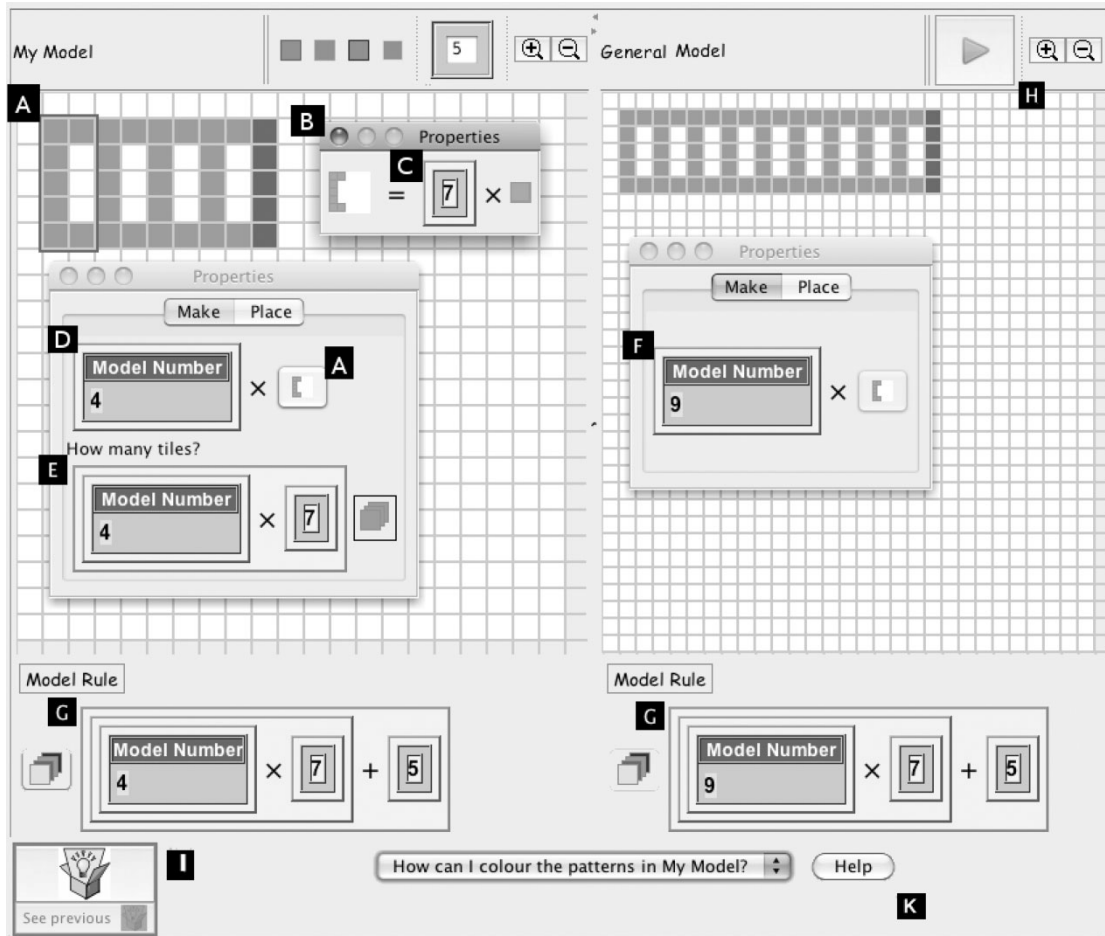 My Model
5
General Model
A
B
Properties
C
=
7
×
H
Properties
Make
Place
D
Model Number
4
×
A
How many tiles?
E
Model Number
4
×
7
Properties
Make
Place
F
Model Number
9
×
Model Rule
G
Model Number
4
×
7
+
5
Model Rule
G
Model Number
9
×
7
+
5
I
See previous
How can I colour the patterns in My Model?
Help
K